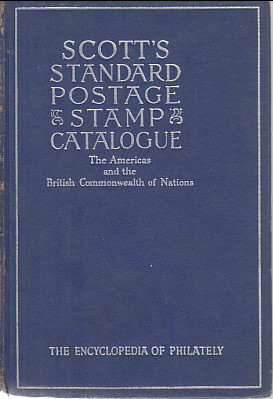 SCOTT'S
STANDARD
POSTAGE
STAMP
CATALOGUE
The Americas
and the
British Commonwealth of Nations
THE ENCYCLOPEDIA OF PHILATELY